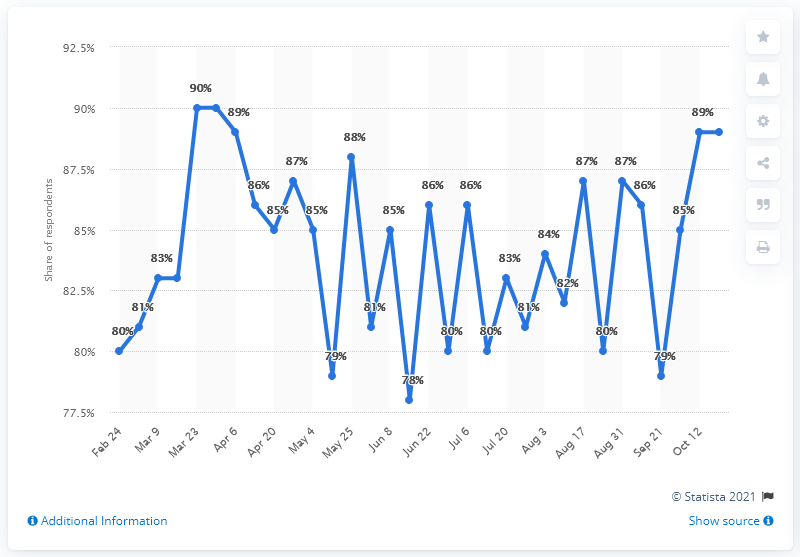 92.5%
90%
87.5%
85%
82.5%
80%
77.5%
Share of respondents
80%
81%
83%
90%
89%
86%
85%
87%
85%
79%
88%
81%
85%
78%
86%
80%
86%
80%
83%
81%
84%
82%
87%
80%
87%
86%
79%
85%
89%
Feb 24
Mar 9
Mar 23
Apr 6
Apr 20
May 4
May 25
Jun 8
Jun 22
Jul 6
Jul 20
Aug 3
Aug 17
Aug 31
Sep 21
Oct 12
© Statista 2021
Additional Information
Show source